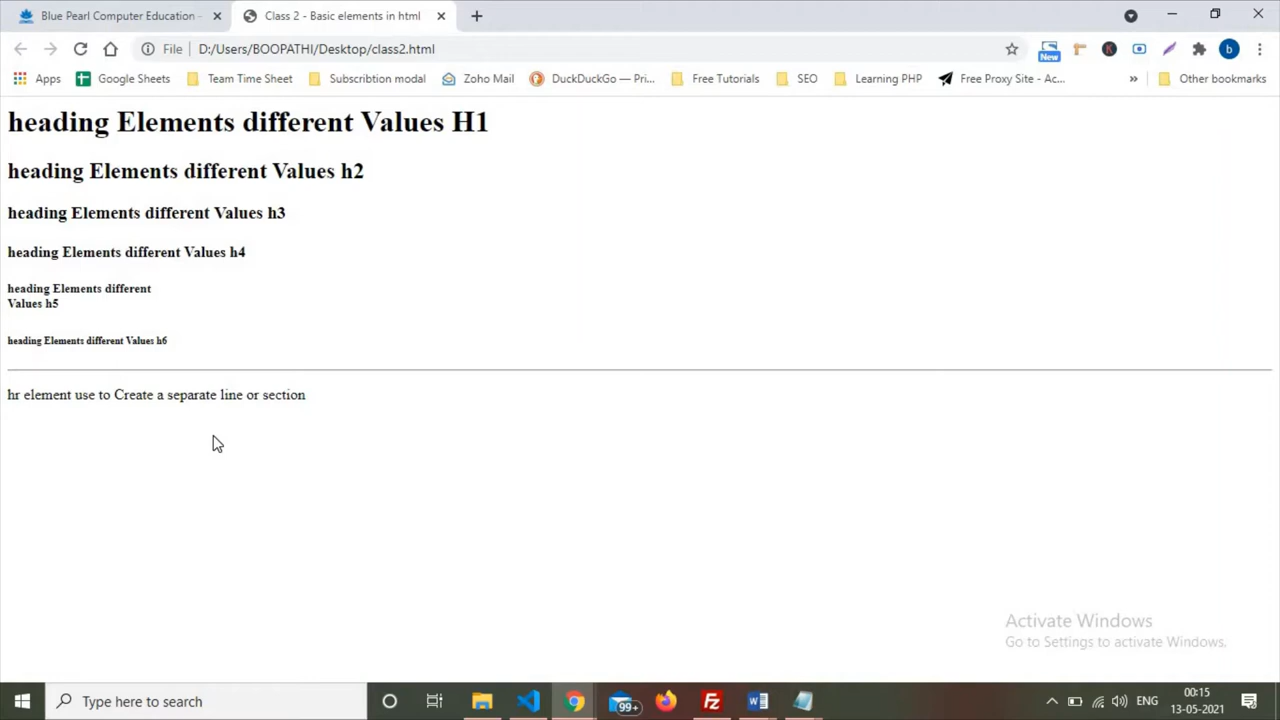 Blue Pearl Computer Education –
Class 2 - Basic elements in html
File D:/Users/BOOPATHI/Desktop/class2.html
b
New
K
Apps Google Sheets Team Time Sheet Subscribtion modal Zoho Mail DuckDuckGo — Pri... Free Tutorials SEO Learning PHP Free Proxy Site - Ac... » Other bookmarks
heading Elements different Values H1
heading Elements different Values h2
heading Elements different Values h3
heading Elements different Values h4
heading Elements different
Values h5
heading Elements different Values h6
hr element use to Create a separate line or section
Activate Windows
Go to Settings to activate Windows.
Type here to search
99+
Fz
W
ENG
00:15
13-05-2021